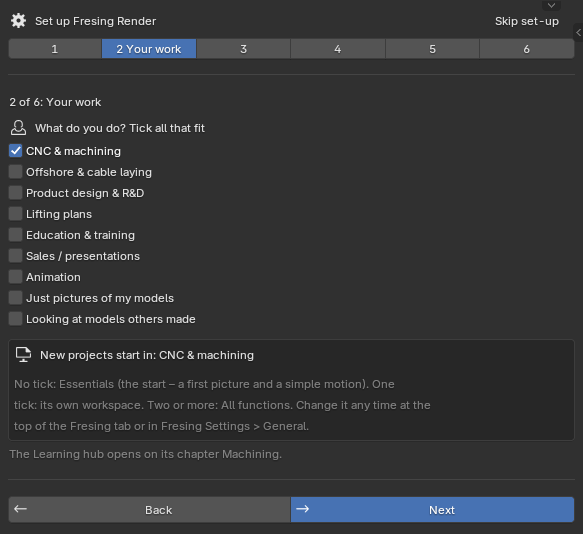 Set up Fresing Render
Skip set-up
1
2 Your work
3
4
5
6
2 of 6: Your work
What do you do? Tick all that fit
CNC & machining
Offshore & cable laying
Product design & R&D
Lifting plans
Education & training
Sales / presentations
Animation
Just pictures of my models
Looking at models others made
New projects start in: CNC & machining
No tick: Essentials (the start – a first picture and a simple motion). One
tick: its own workspace. Two or more: All functions. Change it any time at the
top of the Fresing tab or in Fresing Settings > General.
The Learning hub opens on its chapter Machining.
Back
Next